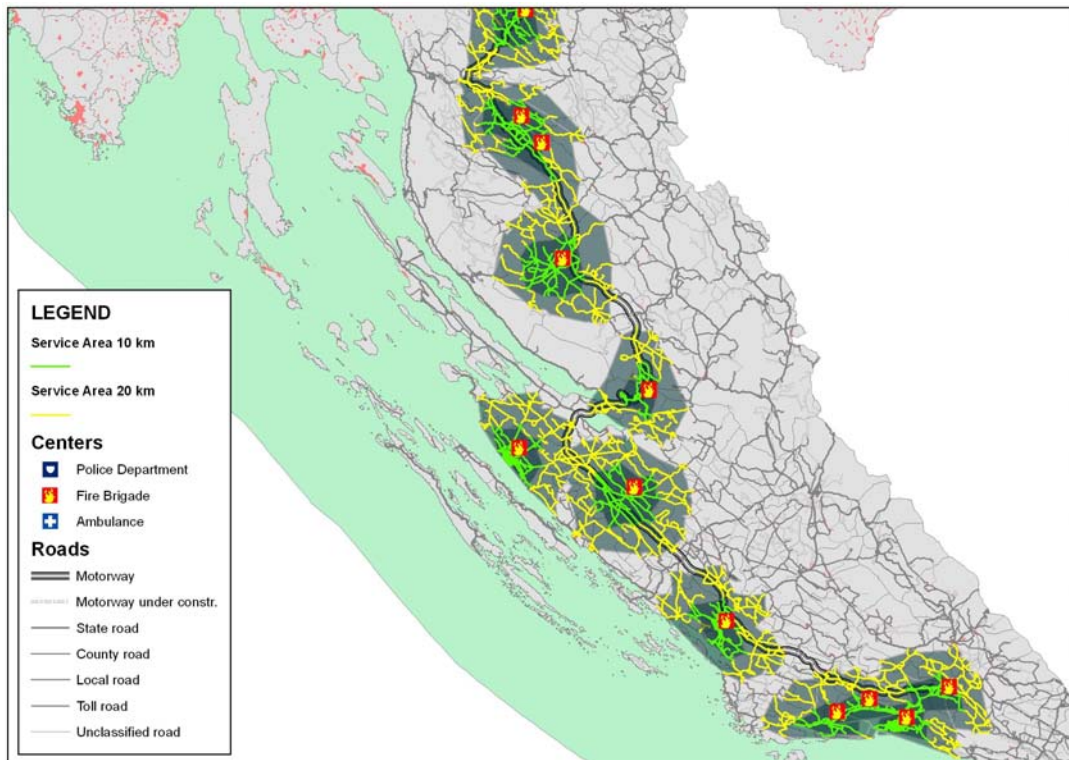 LEGEND
Service Area 10 km
Service Area 20 km
Centers
Police Department
Fire Brigade
Ambulance
Roads
Motorway
Motorway under constr.
State road
County road
Local road
Toll road
Unclassified road